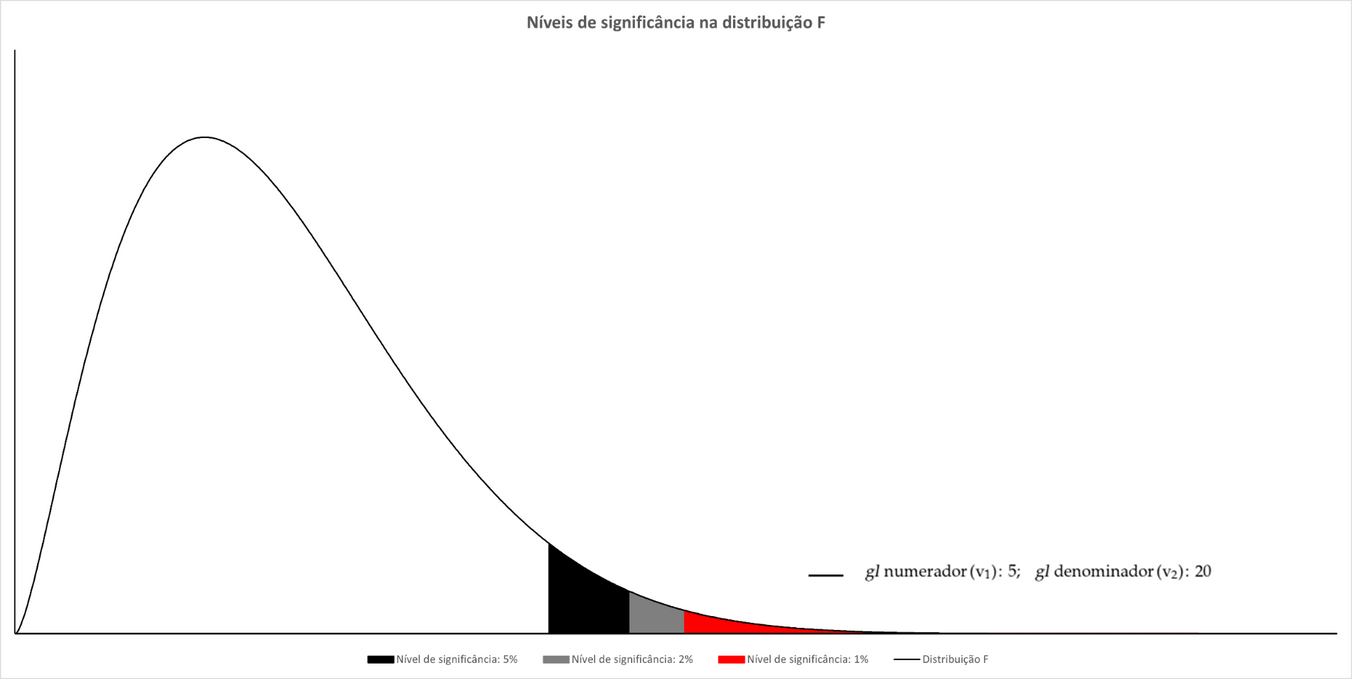 Níveis de significância na distribuição F
gl numerador (v₁): 5;   gl denominador (v₂): 20
Nível de significância: 5%   Nível de significância: 2%   Nível de significância: 1%   Distribuição F